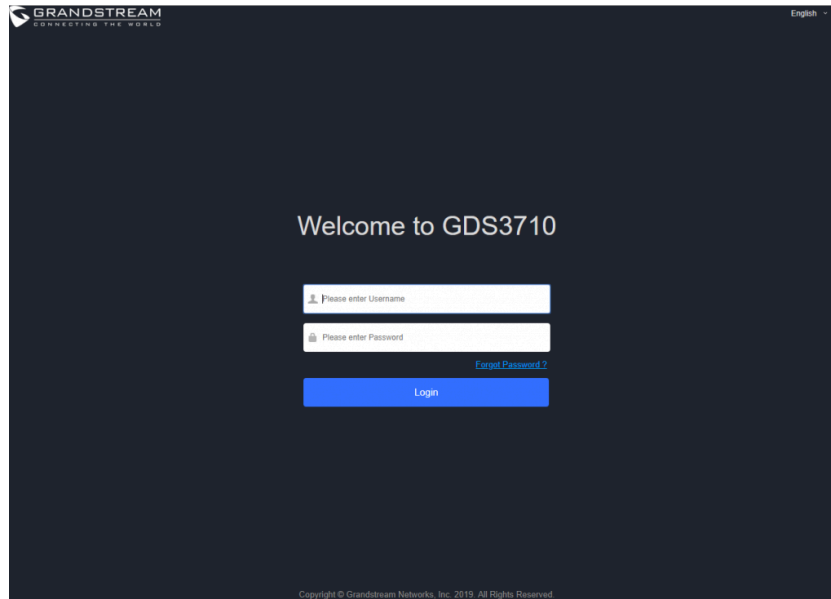 GRANDSTREAM
CONNECTING THE WORLD
English
Welcome to GDS3710
Please enter Username
Please enter Password
Forgot Password ?
Login
Copyright © Grandstream Networks, Inc. 2019. All Rights Reserved.